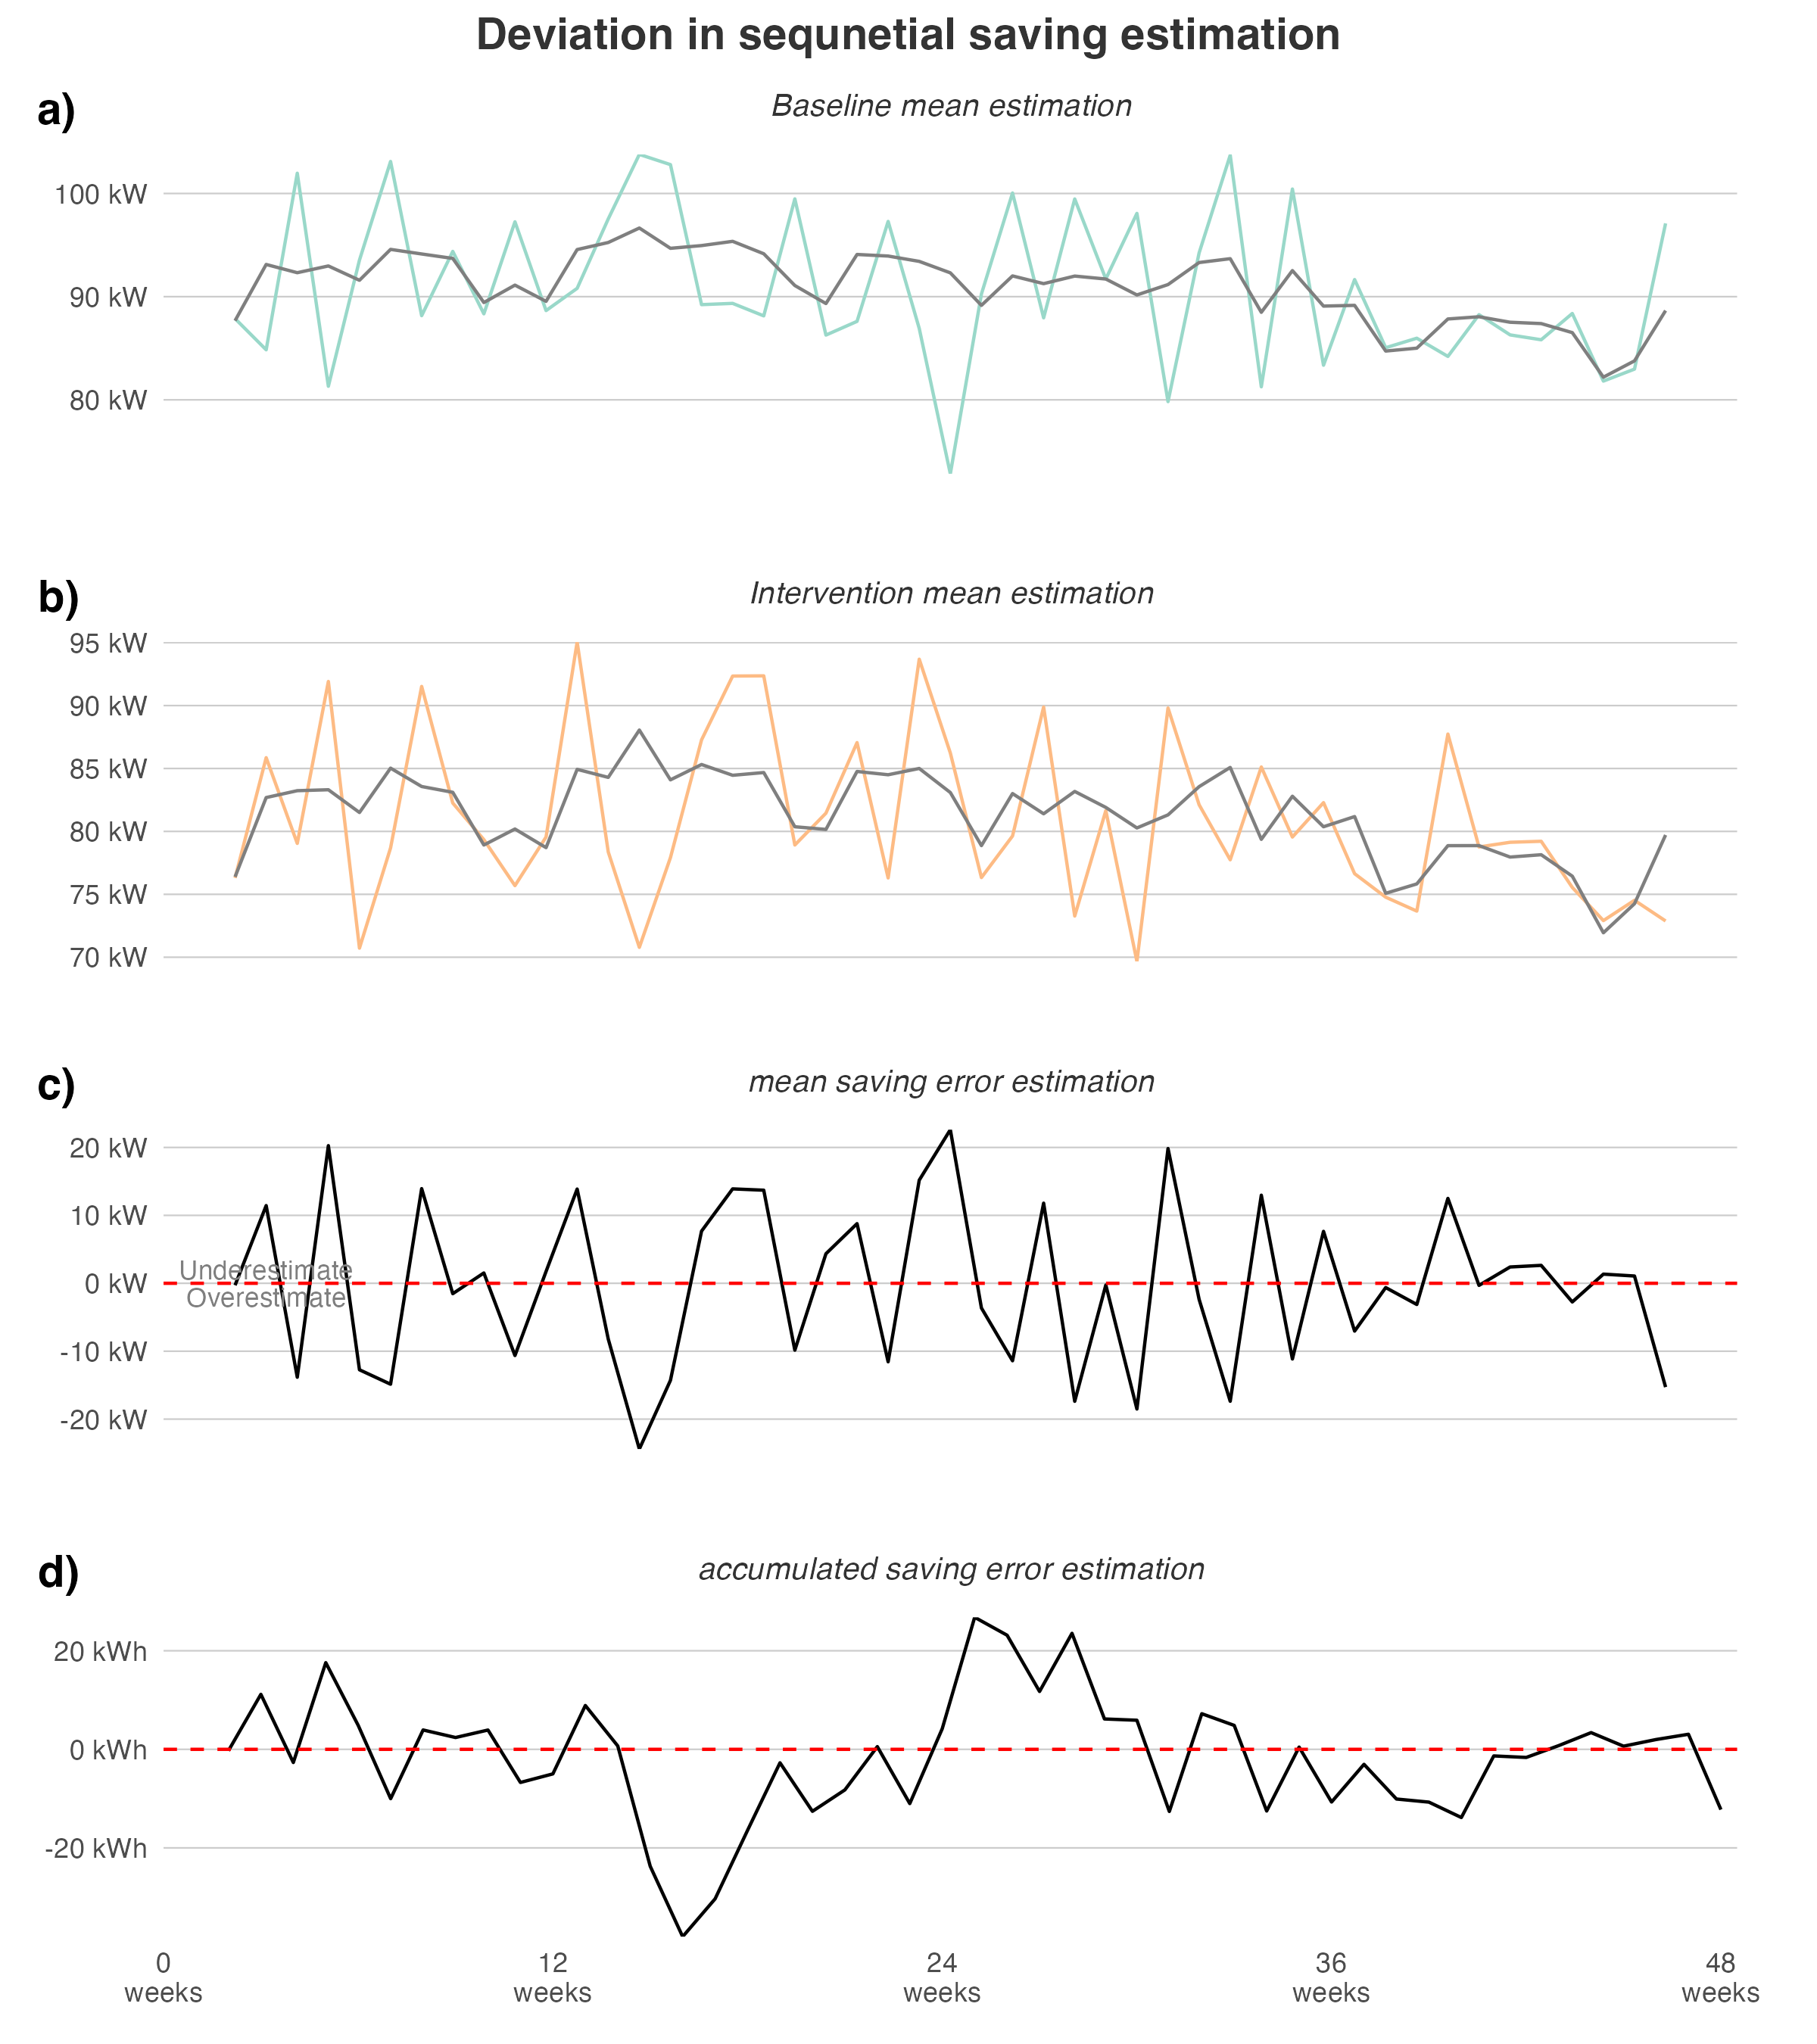 Deviation in sequnetial saving estimation
a)
Baseline mean estimation
100 kW
90 kW
80 kW
b)
Intervention mean estimation
95 kW
90 kW
85 kW
80 kW
75 kW
70 kW
c)
mean saving error estimation
20 kW
10 kW
Underestimate
0 kW
Overestimate
-10 kW
-20 kW
d)
accumulated saving error estimation
20 kWh
0 kWh
-20 kWh
0 12 24 36 48
weeks weeks weeks weeks weeks